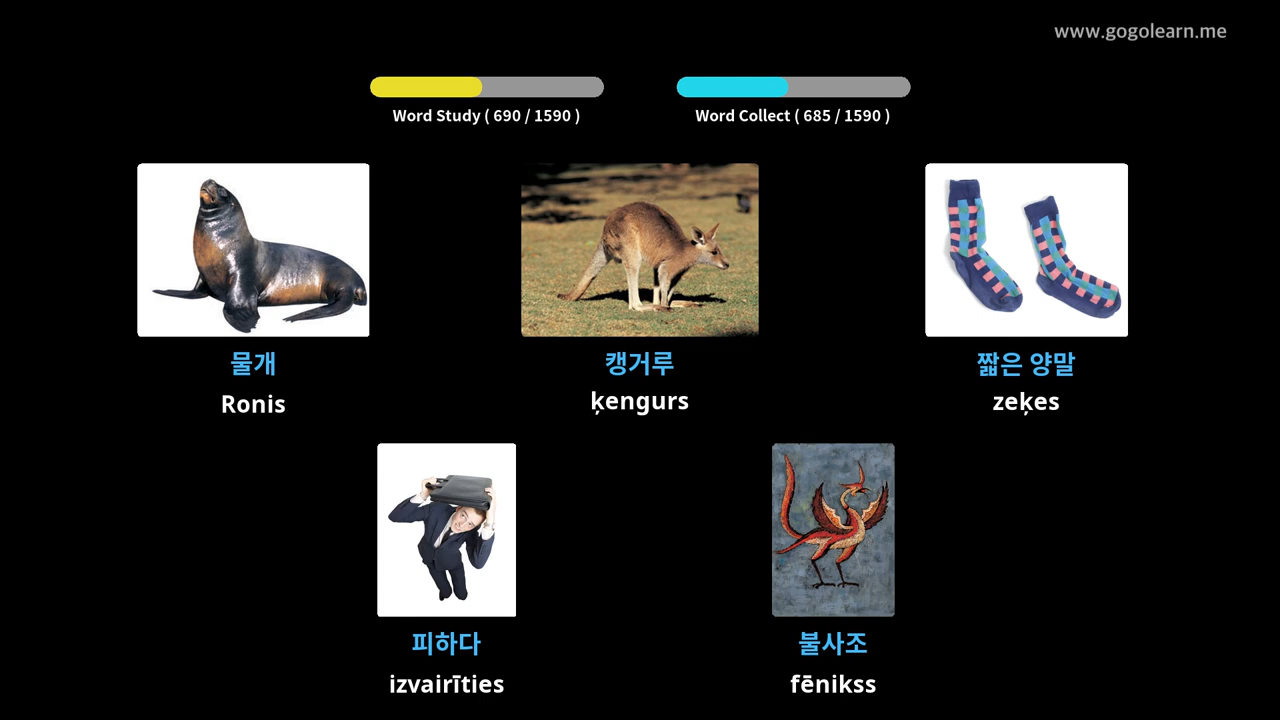 www.gogolearn.me
Word Study ( 690 / 1590 )
Word Collect ( 685 / 1590 )
물개
Ronis
캥거루
ķengurs
짧은 양말
zeķes
피하다
izvairīties
불사조
fēnikss